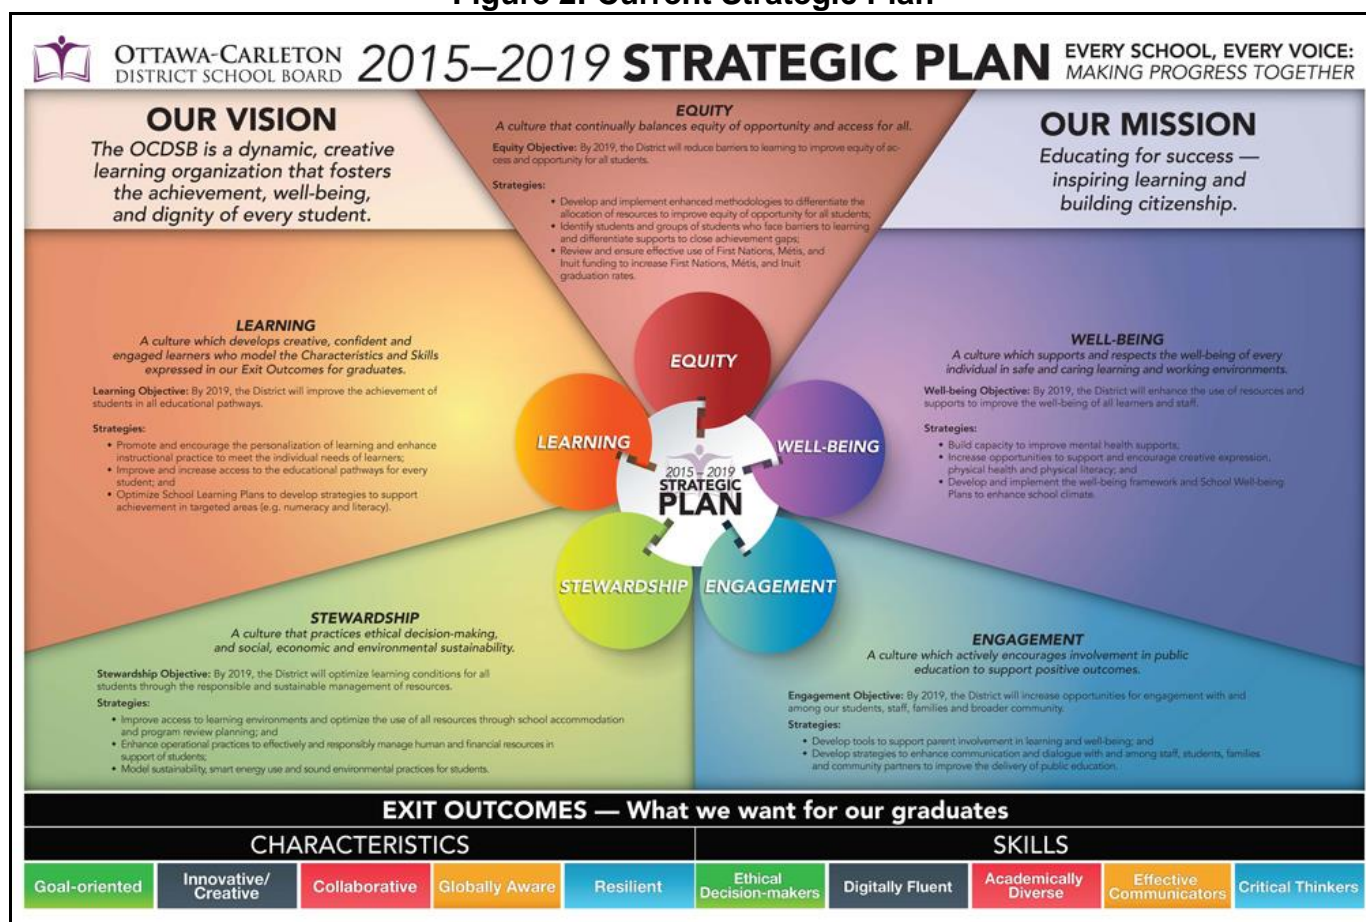 Figure 2: Current Strategic Plan
OTTAWA-CARLETON
DISTRICT SCHOOL BOARD
2015–2019 STRATEGIC PLAN
EVERY SCHOOL, EVERY VOICE:
MAKING PROGRESS TOGETHER
OUR VISION
The OCDSB is a dynamic, creative
learning organization that fosters
the achievement, well-being,
and dignity of every student.
EQUITY
A culture that continually balances equity of opportunity and access for all.
Equity Objective: By 2019, the District will reduce barriers to learning to improve equity of ac-
cess and opportunity for all students.
Strategies:
• Develop and implement enhanced methodologies to differentiate the
allocation of resources to improve equity of opportunity for all students;
• Identify students and groups of students who face barriers to learning
and differentiate supports to close achievement gaps;
• Review and ensure effective use of First Nations, Métis, and
Inuit funding to increase First Nations, Métis, and Inuit
graduation rates.
OUR MISSION
Educating for success —
inspiring learning and
building citizenship.
LEARNING
A culture which develops creative, confident and
engaged learners who model the Characteristics and Skills
expressed in our Exit Outcomes for graduates.
Learning Objective: By 2019, the District will improve the achievement of
students in all educational pathways.
Strategies:
• Promote and encourage the personalization of learning and enhance
instructional practice to meet the individual needs of learners;
• Improve and increase access to the educational pathways for every
student; and
• Optimize School Learning Plans to develop strategies to support
achievement in targeted areas (e.g. numeracy and literacy).
WELL-BEING
A culture which supports and respects the well-being of every
individual in safe and caring learning and working environments.
Well-being Objective: By 2019, the District will enhance the use of resources and
supports to improve the well-being of all learners and staff.
Strategies:
• Build capacity to improve mental health supports;
• Increase opportunities to support and encourage creative expression,
physical health and physical literacy; and
• Develop and implement the well-being framework and School Well-being
Plans to enhance school climate.
EQUITY
LEARNING
WELL-BEING
2015 – 2019
STRATEGIC
PLAN
STEWARDSHIP
ENGAGEMENT
STEWARDSHIP
A culture that practices ethical decision-making,
and social, economic and environmental sustainability.
Stewardship Objective: By 2019, the District will optimize learning conditions for all
students through the responsible and sustainable management of resources.
Strategies:
• Improve access to learning environments and optimize the use of all resources through school accommodation
and program review planning; and
• Enhance operational practices to effectively and responsibly manage human and financial resources in
support of students;
• Model sustainability, smart energy use and sound environmental practices for students.
ENGAGEMENT
A culture which actively encourages involvement in public
education to support positive outcomes.
Engagement Objective: By 2019, the District will increase opportunities for engagement with and
among our students, staff, families and broader community.
Strategies:
• Develop tools to support parent involvement in learning and well-being; and
• Develop strategies to enhance communication and dialogue with and among staff, students, families
and community partners to improve the delivery of public education.
EXIT OUTCOMES — What we want for our graduates
CHARACTERISTICS
SKILLS
Goal-oriented
Innovative/
Creative
Collaborative
Globally Aware
Resilient
Ethical
Decision-makers
Digitally Fluent
Academically
Diverse
Effective
Communicators
Critical Thinkers